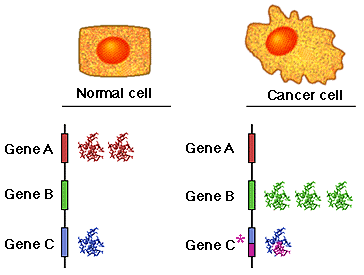 Normal cell
Cancer cell
Gene A
Gene A
Gene B
Gene B
Gene C
Gene C*